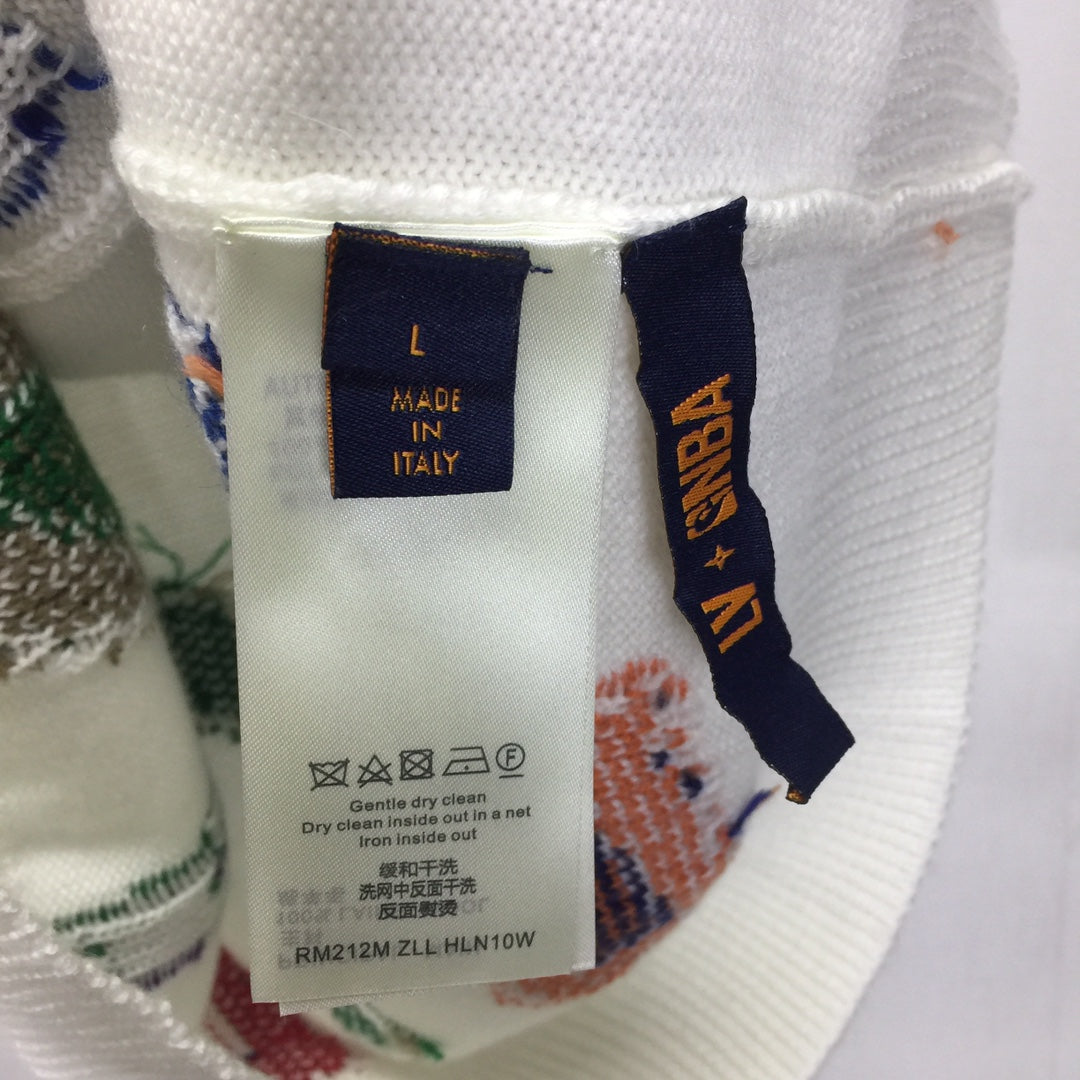 L
MADE
IN
ITALY
LV NBA
Gentle dry clean
Dry clean inside out in a net
Iron inside out
缓和干洗
洗网中反面干洗
反面熨烫
RM212M ZLL HLN10W
F